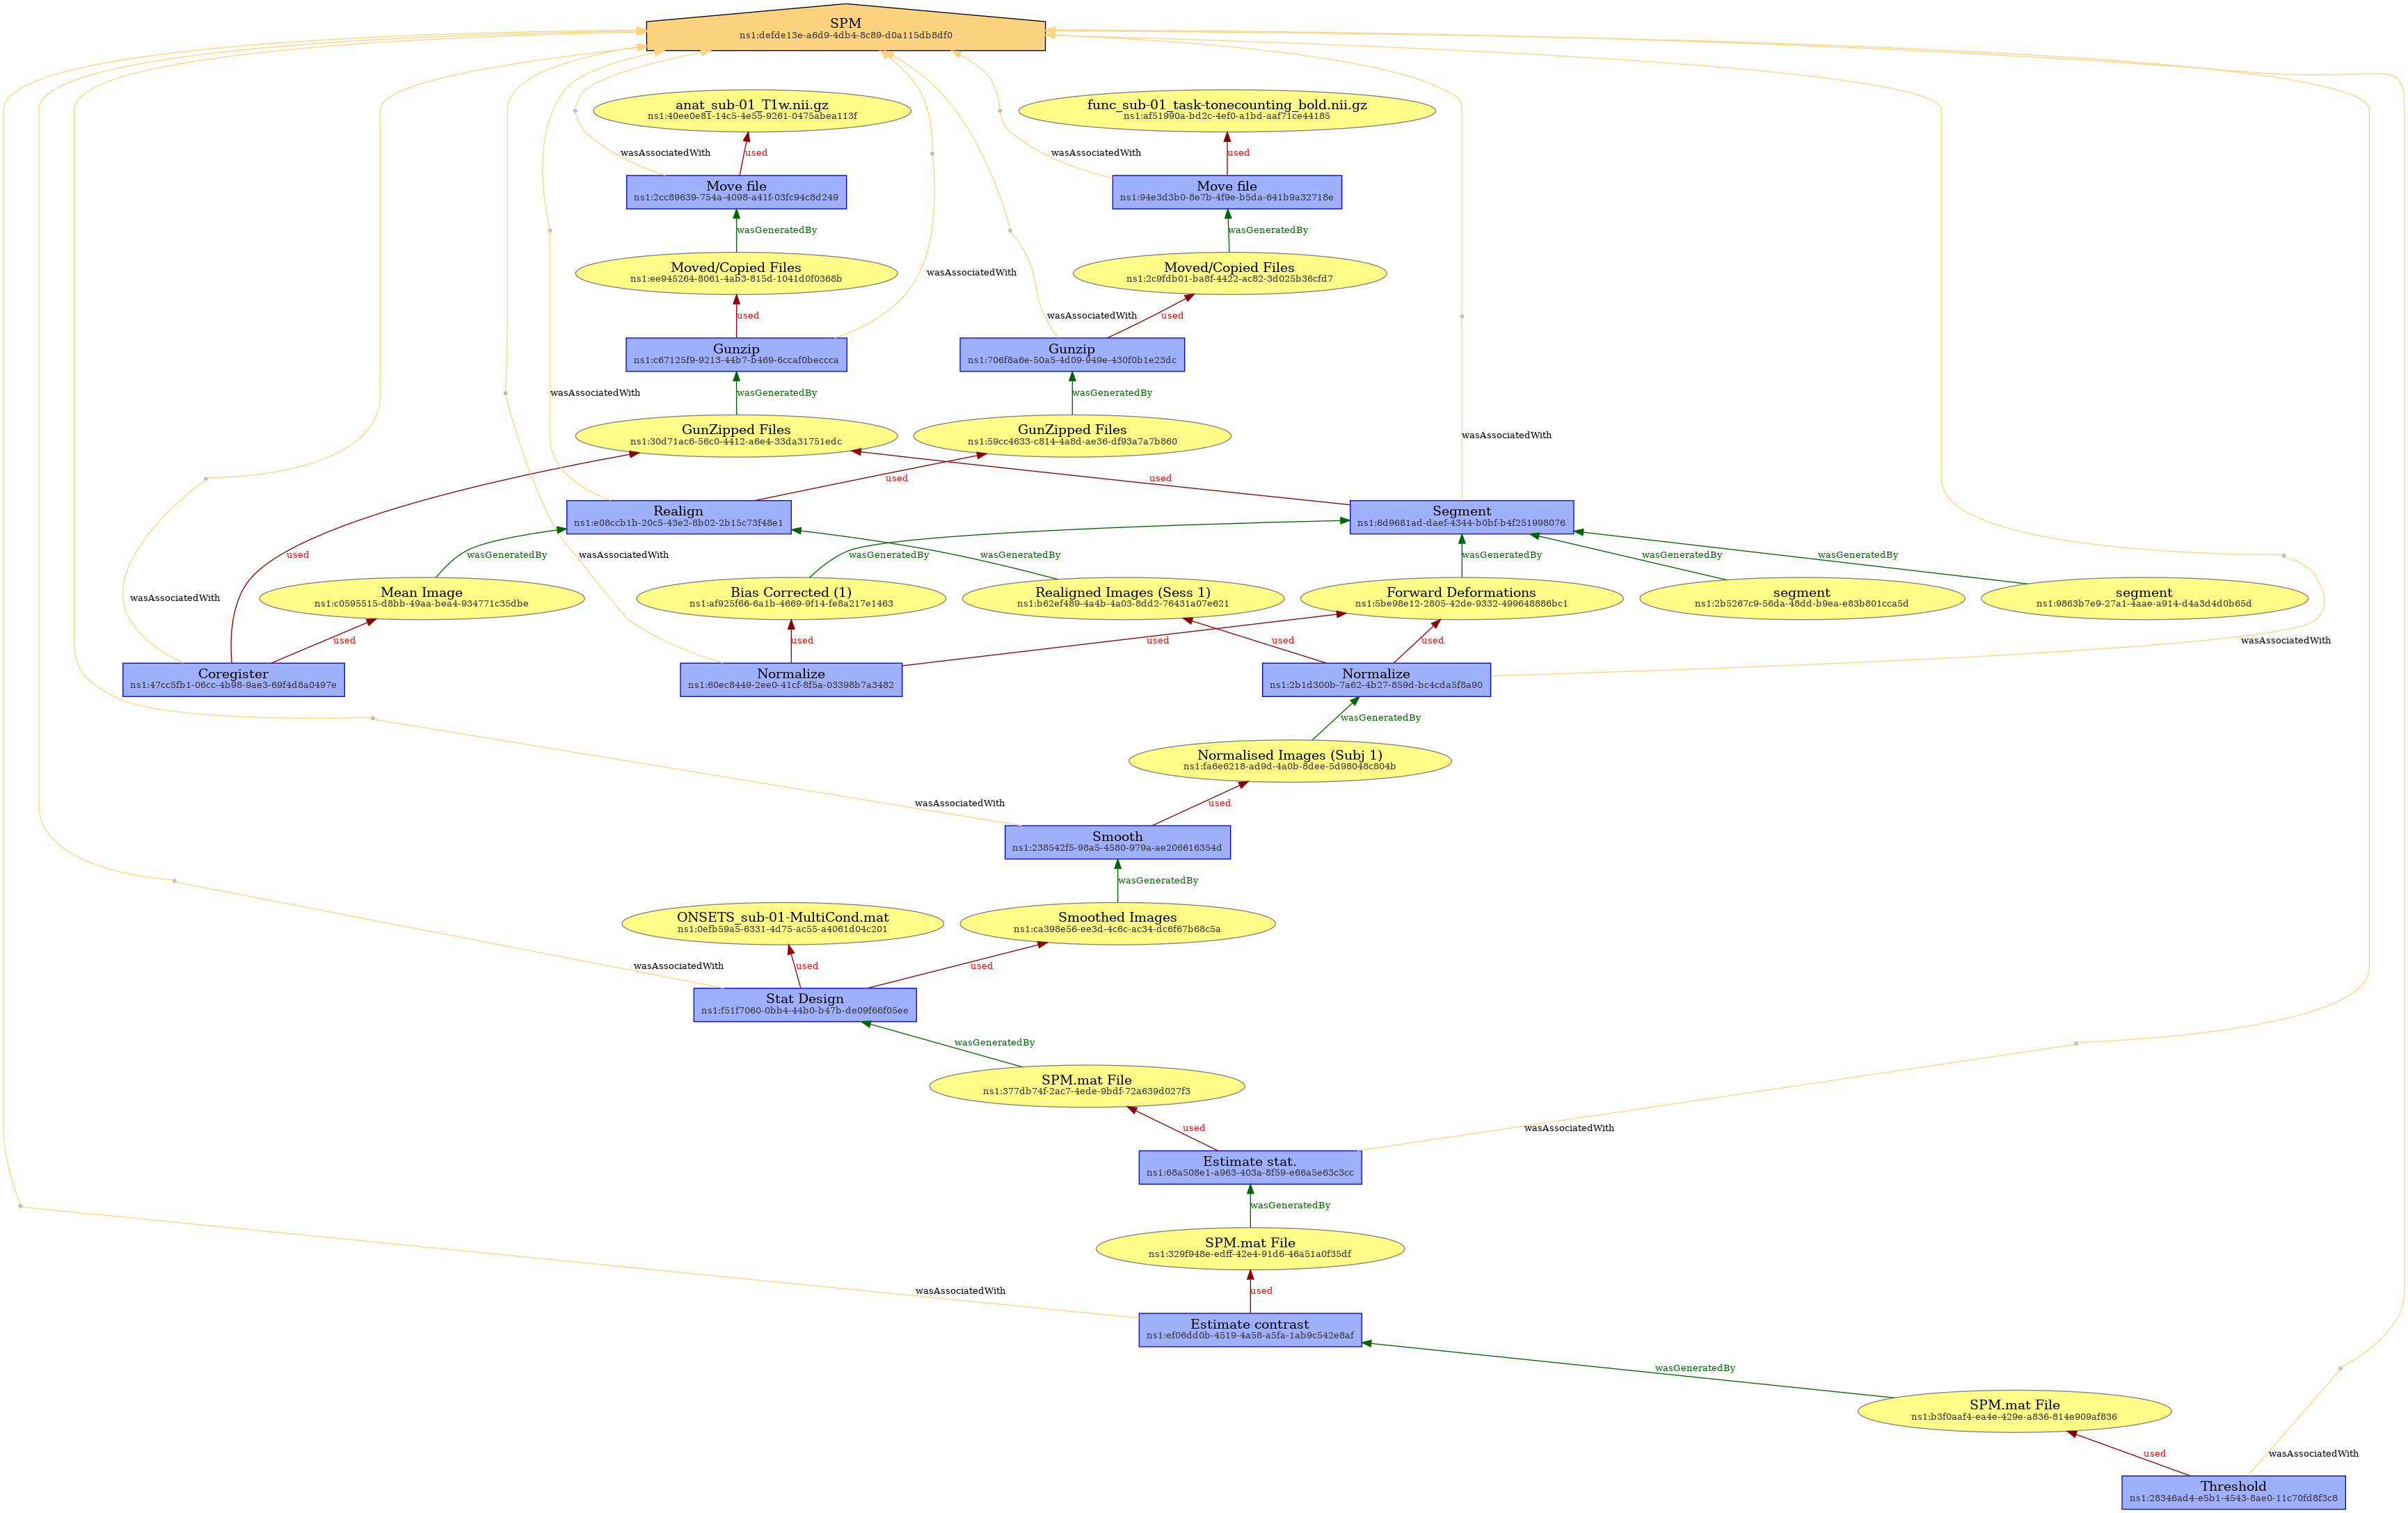 SPM
ns1:defde13e-a6d9-4db4-8c89-d0a115db8df0
anat_sub-01_T1w.nii.gz
ns1:40ee0e81-14c5-4e55-9261-0475abea113f
func_sub-01_task-tonecounting_bold.nii.gz
ns1:af51990a-bd2c-4ef0-a1bd-aaf71ce44185
wasAssociatedWith
used
wasAssociatedWith
used
Move file
ns1:2cc89639-754a-4098-a41f-03fc94c8d249
Move file
ns1:94e3d3b0-8e7b-4f9e-b5da-641b9a32718e
wasGeneratedBy
wasGeneratedBy
Moved/Copied Files
ns1:ee945264-8061-4ab3-815d-1041d0f0368b
wasAssociatedWith
Moved/Copied Files
ns1:2c9fdb01-ba8f-4422-ac82-3d025b36cfd7
used
wasAssociatedWith
used
Gunzip
ns1:c67125f9-9213-44b7-b469-6ccaf0beccca
Gunzip
ns1:706f8a6e-50a5-4d09-949e-430f0b1e23dc
wasAssociatedWith
wasGeneratedBy
wasGeneratedBy
GunZipped Files
ns1:30d71ac6-56c0-4412-a6e4-33da31751edc
GunZipped Files
ns1:59cc4633-c814-4a8d-ae36-df93a7a7b860
wasAssociatedWith
used
used
Realign
ns1:e08ccb1b-20c5-43e2-8b02-2b15c73f48e1
Segment
ns1:6d9681ad-daef-4344-b0bf-b4f251998076
used
wasGeneratedBy
wasAssociatedWith
wasGeneratedBy
wasGeneratedBy
wasGeneratedBy
wasGeneratedBy
wasGeneratedBy
wasAssociatedWith
Mean Image
ns1:c0595515-d8bb-49aa-bea4-934771c35dbe
Bias Corrected (1)
ns1:af925f66-6a1b-4669-9f14-fe8a217e1463
Realigned Images (Sess 1)
ns1:b62ef489-4a4b-4a03-8dd2-76431a07e621
Forward Deformations
ns1:5be98e12-2805-42de-9332-499648886bc1
segment
ns1:2b5267c9-56da-48dd-b9ea-e83b801cca5d
segment
ns1:9863b7e9-27a1-4aae-a914-d4a3d4d0b65d
used
used
used
used
used
wasAssociatedWith
Coregister
ns1:47cc5fb1-06cc-4b98-9ae3-69f4d8a0497e
Normalize
ns1:60ec8449-2ee0-41cf-8f5a-03398b7a3482
Normalize
ns1:2b1d300b-7a62-4b27-859d-bc4cda5f8a90
wasGeneratedBy
Normalised Images (Subj 1)
ns1:fa6e6218-ad9d-4a0b-8dee-5d98048c804b
wasAssociatedWith
used
Smooth
ns1:238542f5-98a5-4580-979a-ae206616354d
wasGeneratedBy
ONSETS_sub-01-MultiCond.mat
ns1:0efb59a5-6331-4d75-ac55-a4061d04c201
Smoothed Images
ns1:ca398e56-ee3d-4c6c-ac34-dc6f67b68c5a
wasAssociatedWith
used
used
Stat Design
ns1:f51f7060-0bb4-44b0-b47b-de09f66f05ee
wasGeneratedBy
SPM.mat File
ns1:377db74f-2ac7-4ede-9bdf-72a639d027f3
used
wasAssociatedWith
Estimate stat.
ns1:68a508e1-a963-403a-8f59-e66a5e63c3cc
wasGeneratedBy
SPM.mat File
ns1:329f948e-edff-42e4-91d6-46a51a0f35df
wasAssociatedWith
used
Estimate contrast
ns1:ef06dd0b-4519-4a58-a5fa-1ab9c542e8af
wasGeneratedBy
SPM.mat File
ns1:b3f0aaf4-ea4e-429e-a836-814e909af836
used
wasAssociatedWith
Threshold
ns1:28346ad4-e5b1-4543-8ae0-11c70fd8f3c8